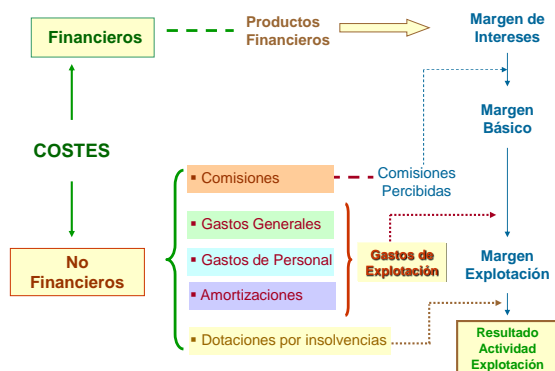 Financieros
Productos
Financieros
Margen de
Intereses
Margen
Básico
COSTES
▪ Comisiones
Comisiones
Percibidas
▪ Gastos Generales
No
Financieros
▪ Gastos de Personal
Gastos de
Explotación
Margen
Explotación
▪ Amortizaciones
▪ Dotaciones por insolvencias
Resultado
Actividad
Explotación